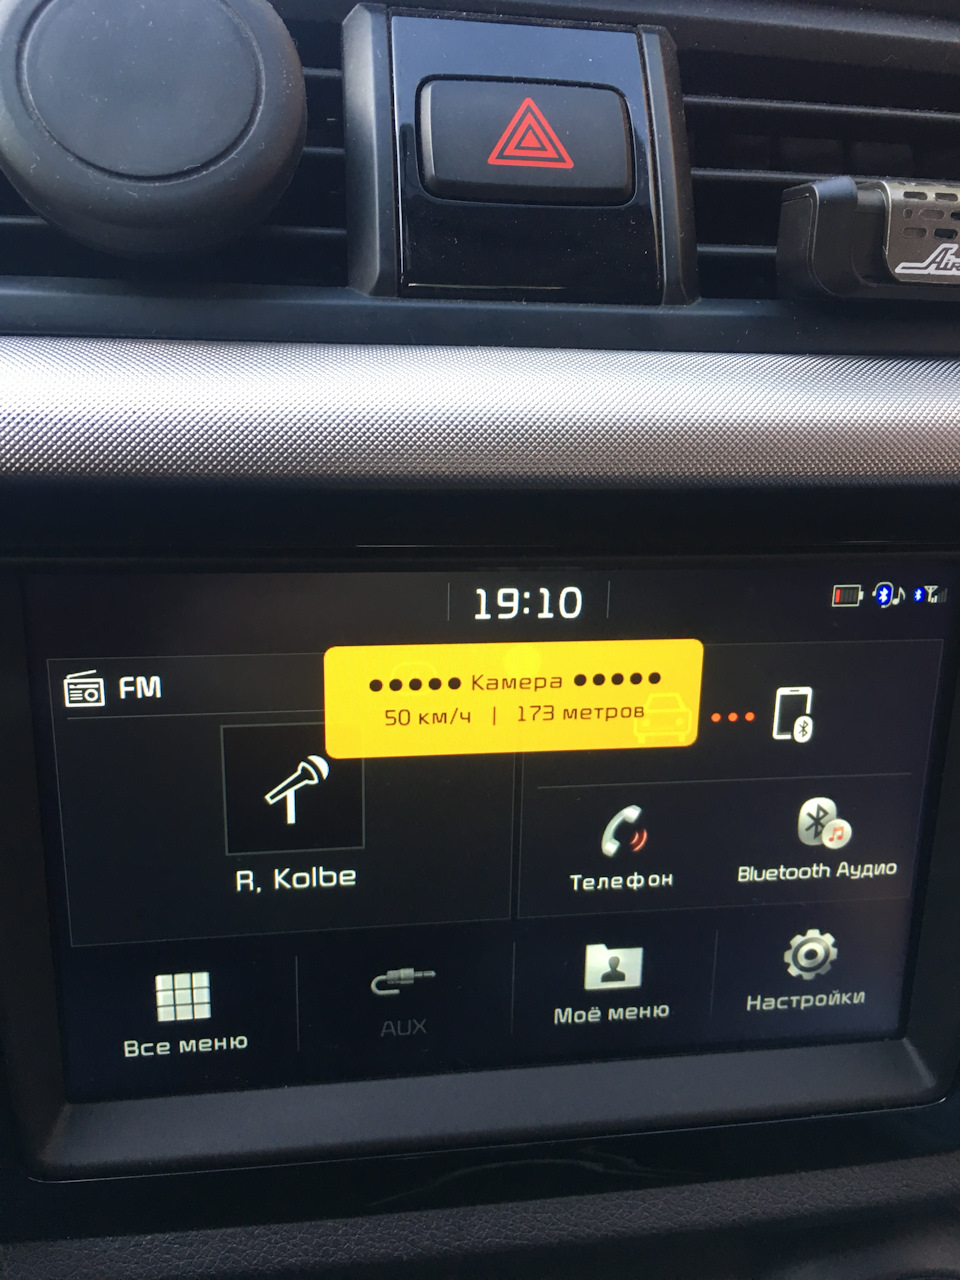 19:10
FM
●●●●● Камера ●●●●●
50 км/ч | 173 метров
R, Kolbe
Телефон
Bluetooth Аудио
Все меню
AUX
Моё меню
Настройки